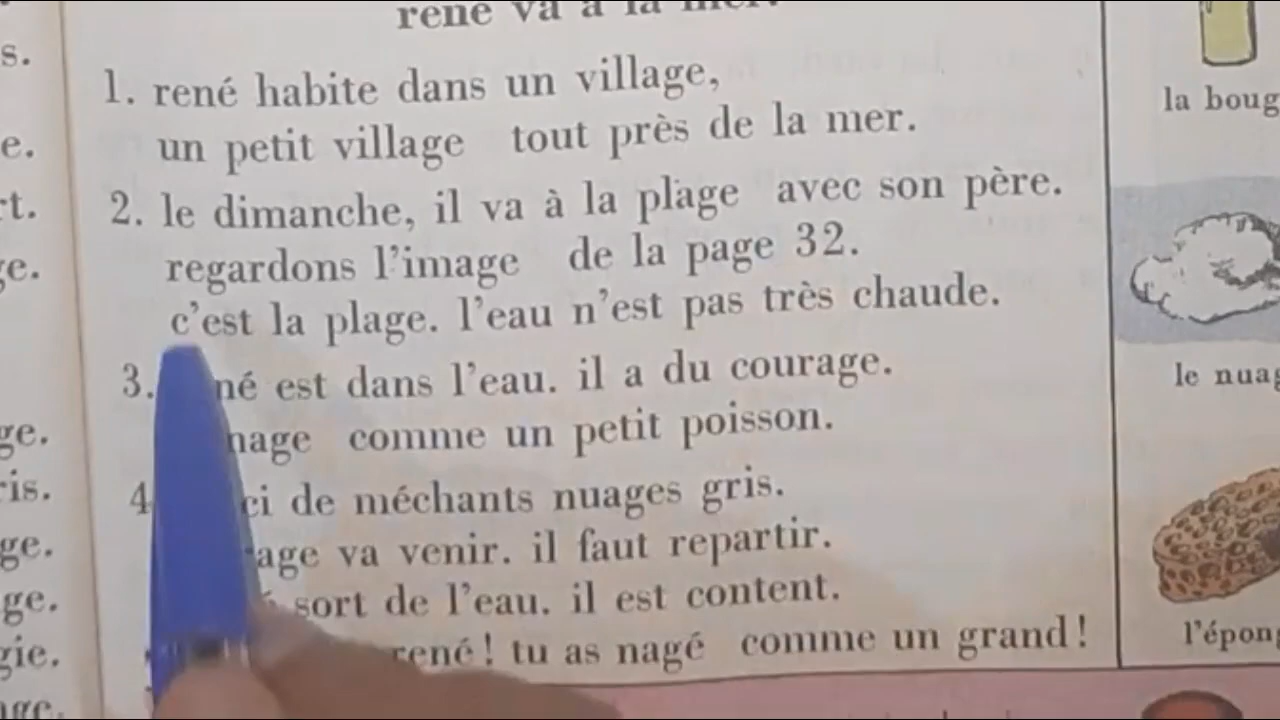 s.
e.
rt.
ge.
ge.
ris.
ge.
ge.
gie.
age.
rené va à la mer.
1. rené habite dans un village,
un petit village tout près de la mer.
2. le dimanche, il va à la plage avec son père.
regardons l'image de la page 32.
c'est la plage. l'eau n'est pas très chaude.
3. né est dans l'eau. il a du courage.
nage comme un petit poisson.
4 ci de méchants nuages gris.
age va venir. il faut repartir.
sort de l'eau. il est content.
rené ! tu as nagé comme un grand !
la boug
le nuag
l'épong